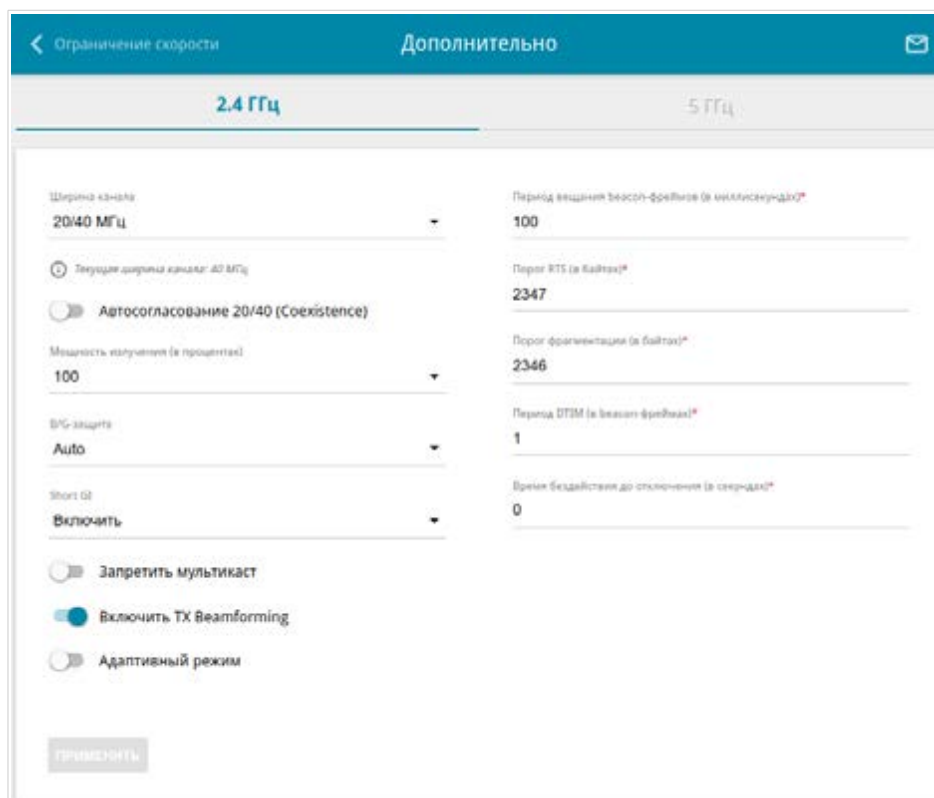 Ограничение скорости
Дополнительно
2.4 ГГц
5 ГГц
Ширина канала
20/40 МГц
Текущая ширина канала: 40 МГц
Автосогласование 20/40 (Coexistence)
Мощность излучения (в процентах)
100
B/G-защита
Auto
Short GI
Включить
Запретить мультикаст
Включить TX Beamforming
Адаптивный режим
ПРИМЕНИТЬ
Период вещания beacon-фреймов (в миллисекундах)*
100
Порог RTS (в байтах)*
2347
Порог фрагментации (в байтах)*
2346
Период DTIM (в beacon-фреймах)*
1
Время бездействия до отключения (в секундах)*
0